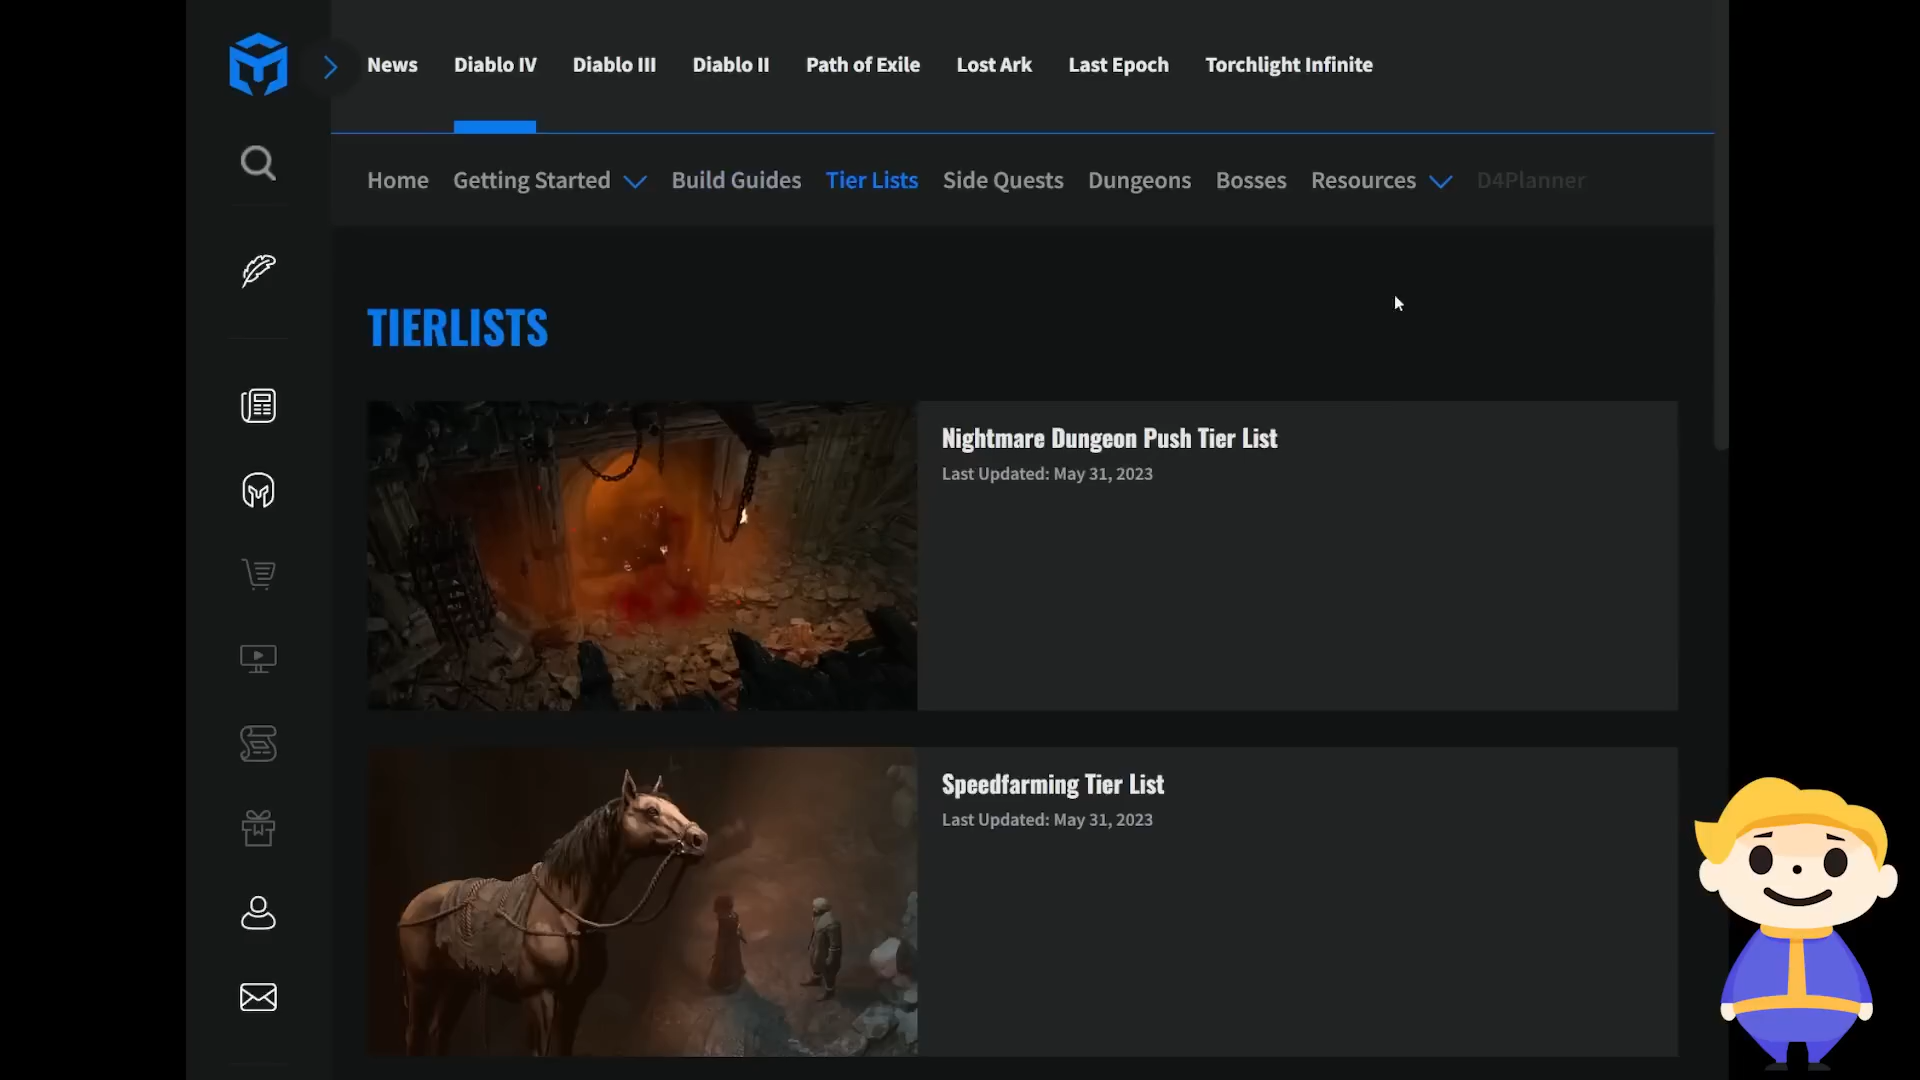 News Diablo IV Diablo III Diablo II Path of Exile Lost Ark Last Epoch Torchlight Infinite
Home Getting Started Build Guides Tier Lists Side Quests Dungeons Bosses Resources D4Planner
TIERLISTS
Nightmare Dungeon Push Tier List
Last Updated: May 31, 2023
Speedfarming Tier List
Last Updated: May 31, 2023